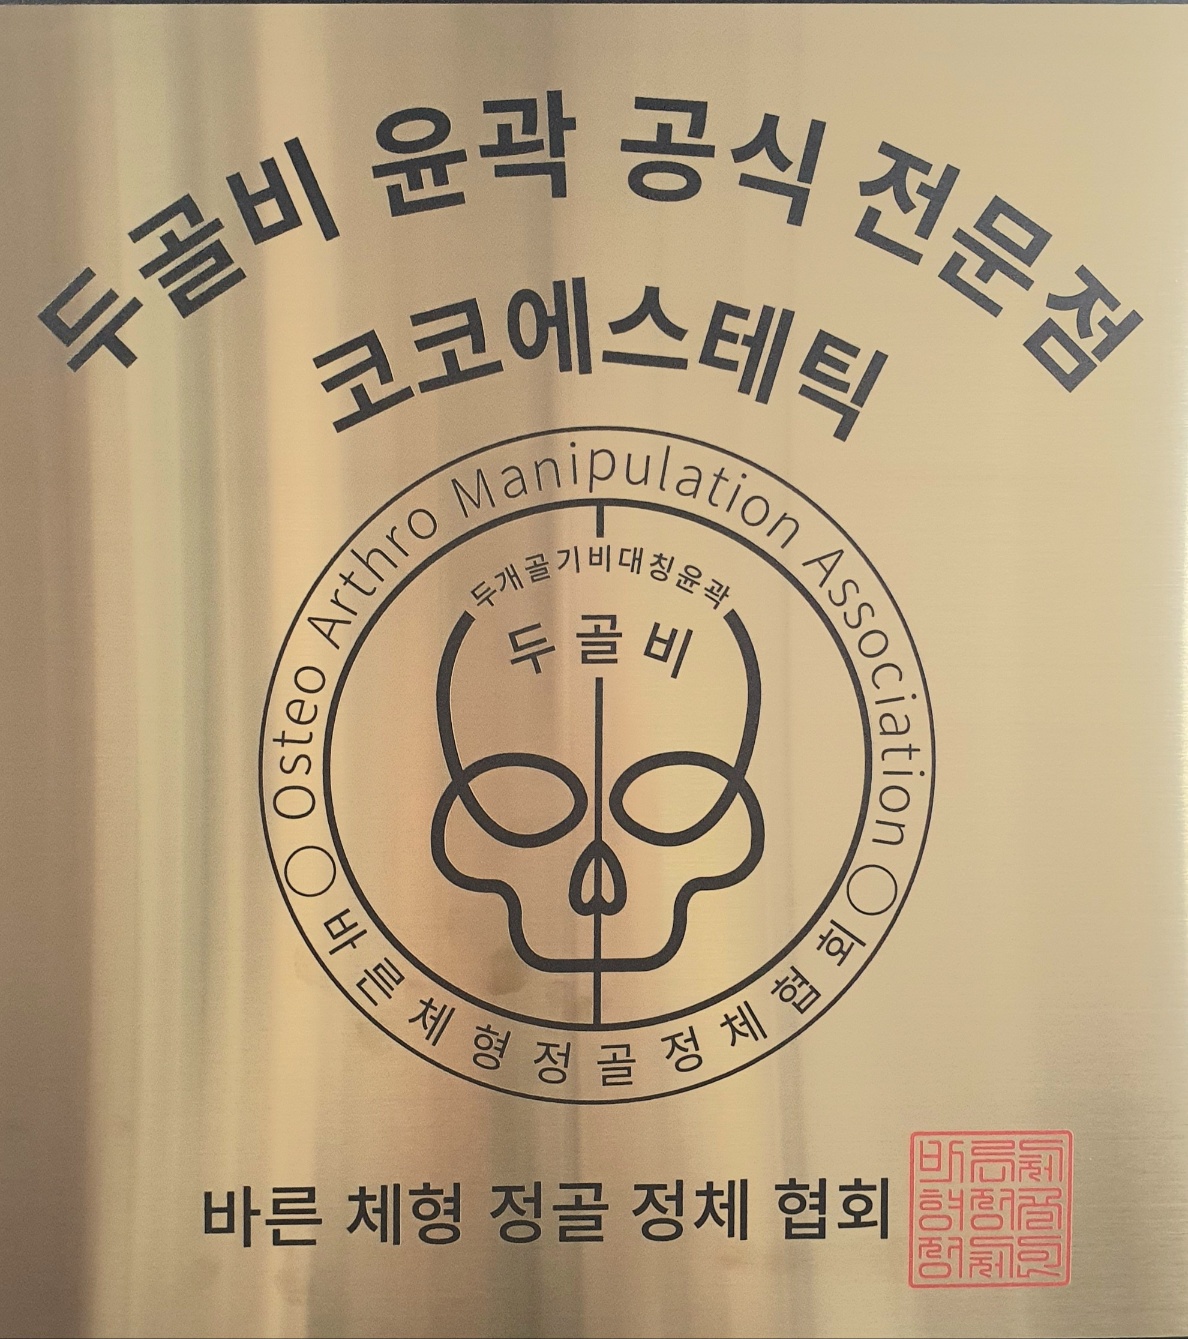 두골비 윤곽 공식 전문점
코코에스테틱
Osteo Arthro Manipulation Association
두개골기비대칭윤곽
두골비
바른체형정골정체협회
바른 체형 정골 정체 협회